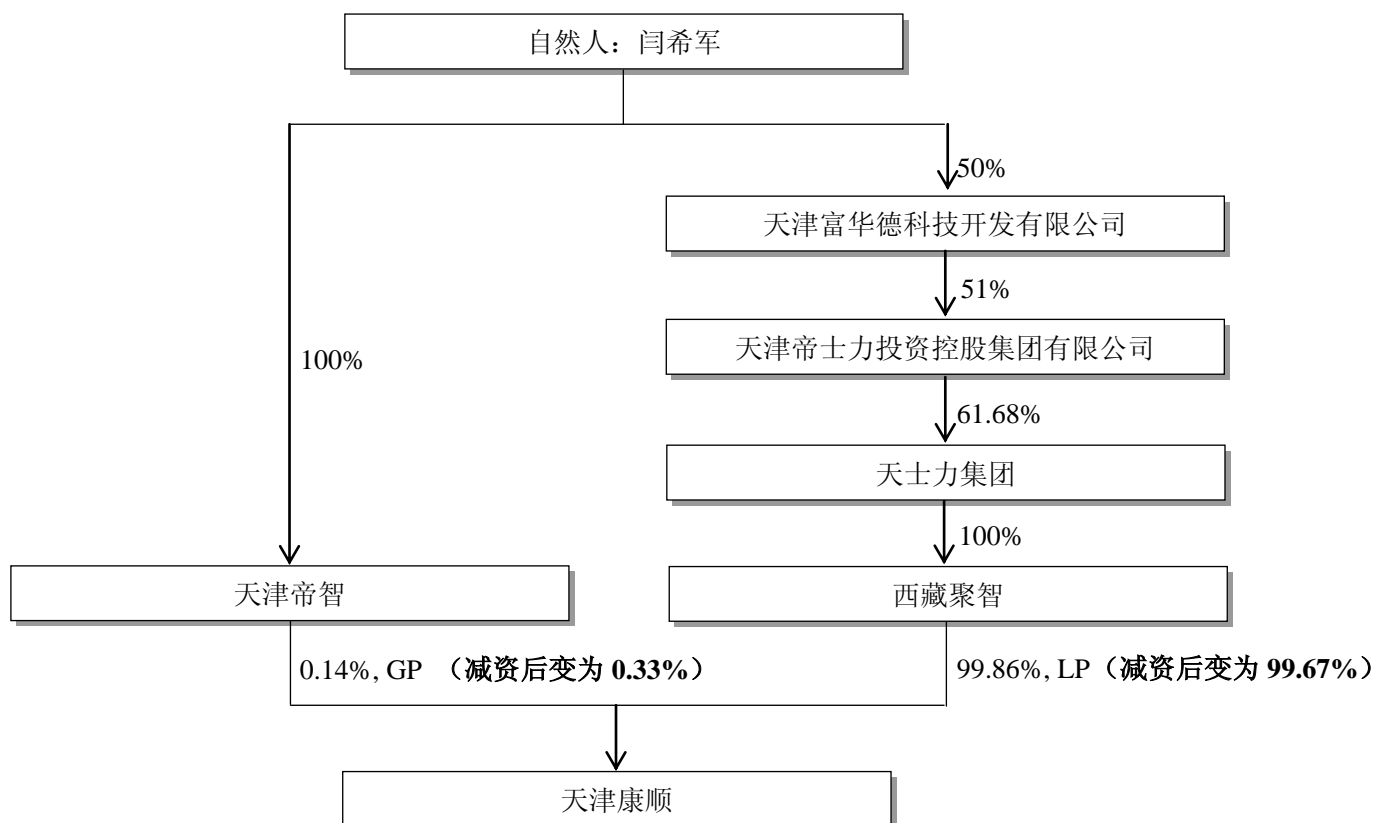 自然人：闫希军
50%
天津富华德科技开发有限公司
51%
天津帝士力投资控股集团有限公司
100%
61.68%
天士力集团
100%
天津帝智
西藏聚智
0.14%, GP （减资后变为 0.33%）
99.86%, LP（减资后变为 99.67%）
天津康顺